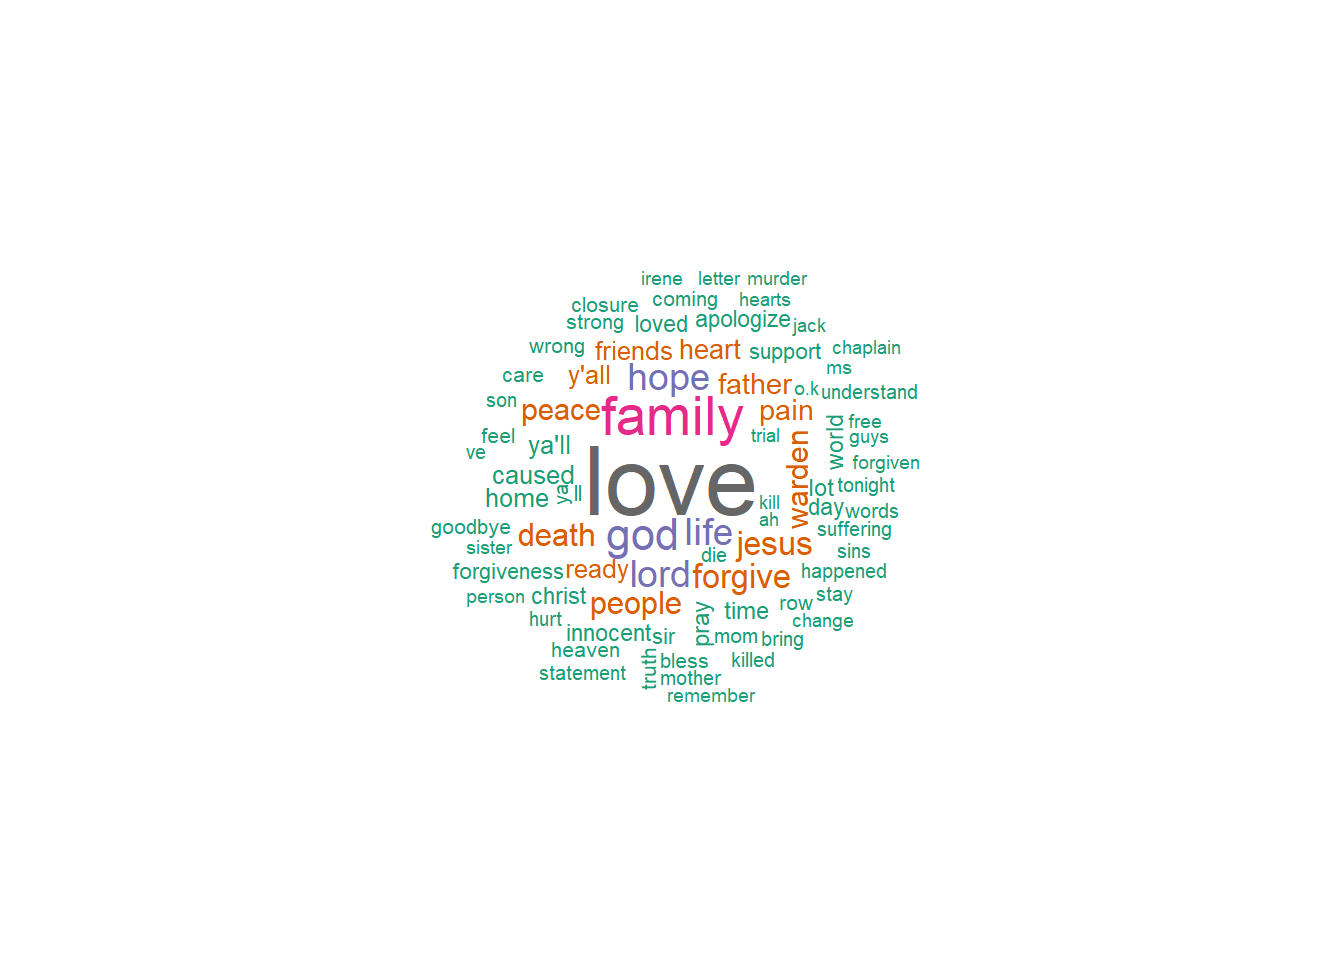 irene letter murder
closure coming hearts
strong loved apologize jack
wrong friends heart support chaplain
care y'all hope father o.k ms understand
son peace family pain
feel ya'll trial world free guys
ve caused love warden forgiven
home ya ll kill lot tonight
ah day words
goodbye death god life jesus suffering
sister die sins
forgiveness ready lord forgive happened
person christ people time row stay
hurt innocent sir pray mom bring change
heaven truth bless killed
statement mother
remember